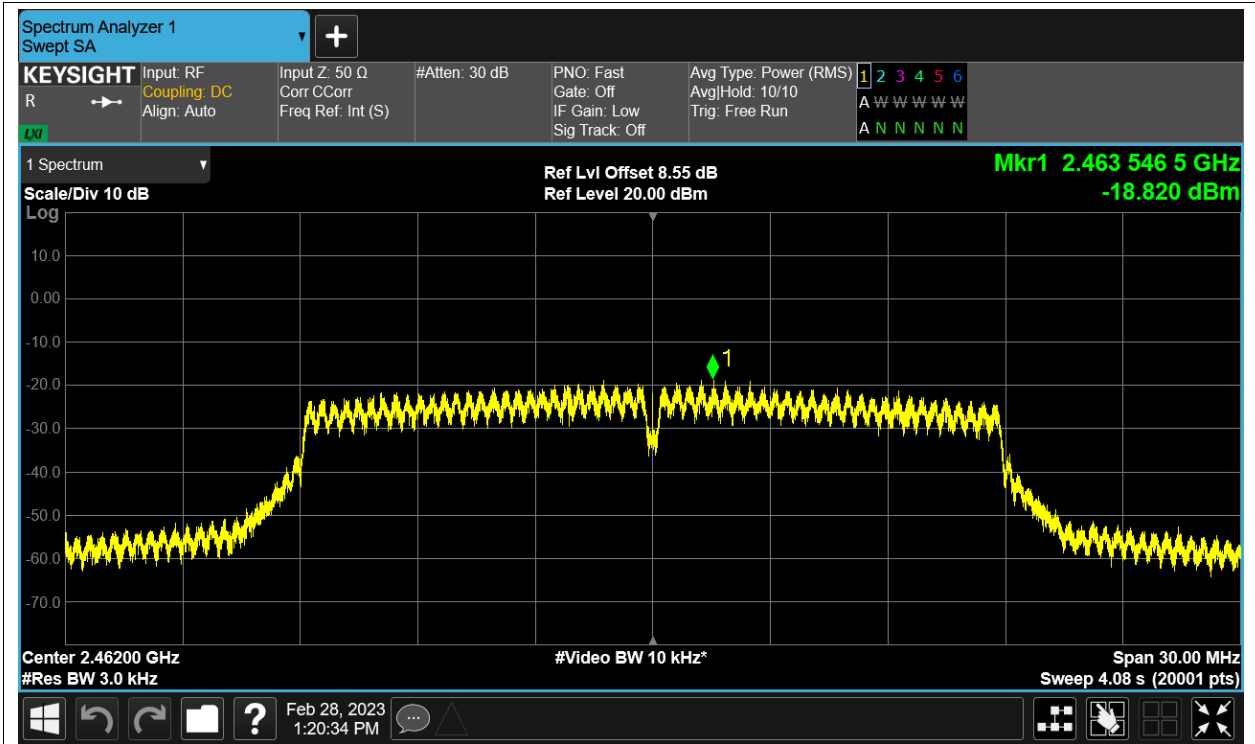 Spectrum Analyzer 1
Swept SA
KEYSIGHT
R
LXI
Input: RF
Coupling: DC
Align: Auto
Input Z: 50 Ω
Corr CCorr
Freq Ref: Int (S)
#Atten: 30 dB
PNO: Fast
Gate: Off
IF Gain: Low
Sig Track: Off
Avg Type: Power (RMS)
Avg|Hold: 10/10
Trig: Free Run
1 2 3 4 5 6
A W W W W W
A N N N N N
1 Spectrum
Scale/Div 10 dB
Log
Ref Lvl Offset 8.55 dB
Ref Level 20.00 dBm
Mkr1 2.463 546 5 GHz
-18.820 dBm
10.0
0.00
-10.0
1
-20.0
-30.0
-40.0
-50.0
-60.0
-70.0
Center 2.46200 GHz
#Res BW 3.0 kHz
#Video BW 10 kHz*
Span 30.00 MHz
Sweep 4.08 s (20001 pts)
?
Feb 28, 2023
1:20:34 PM